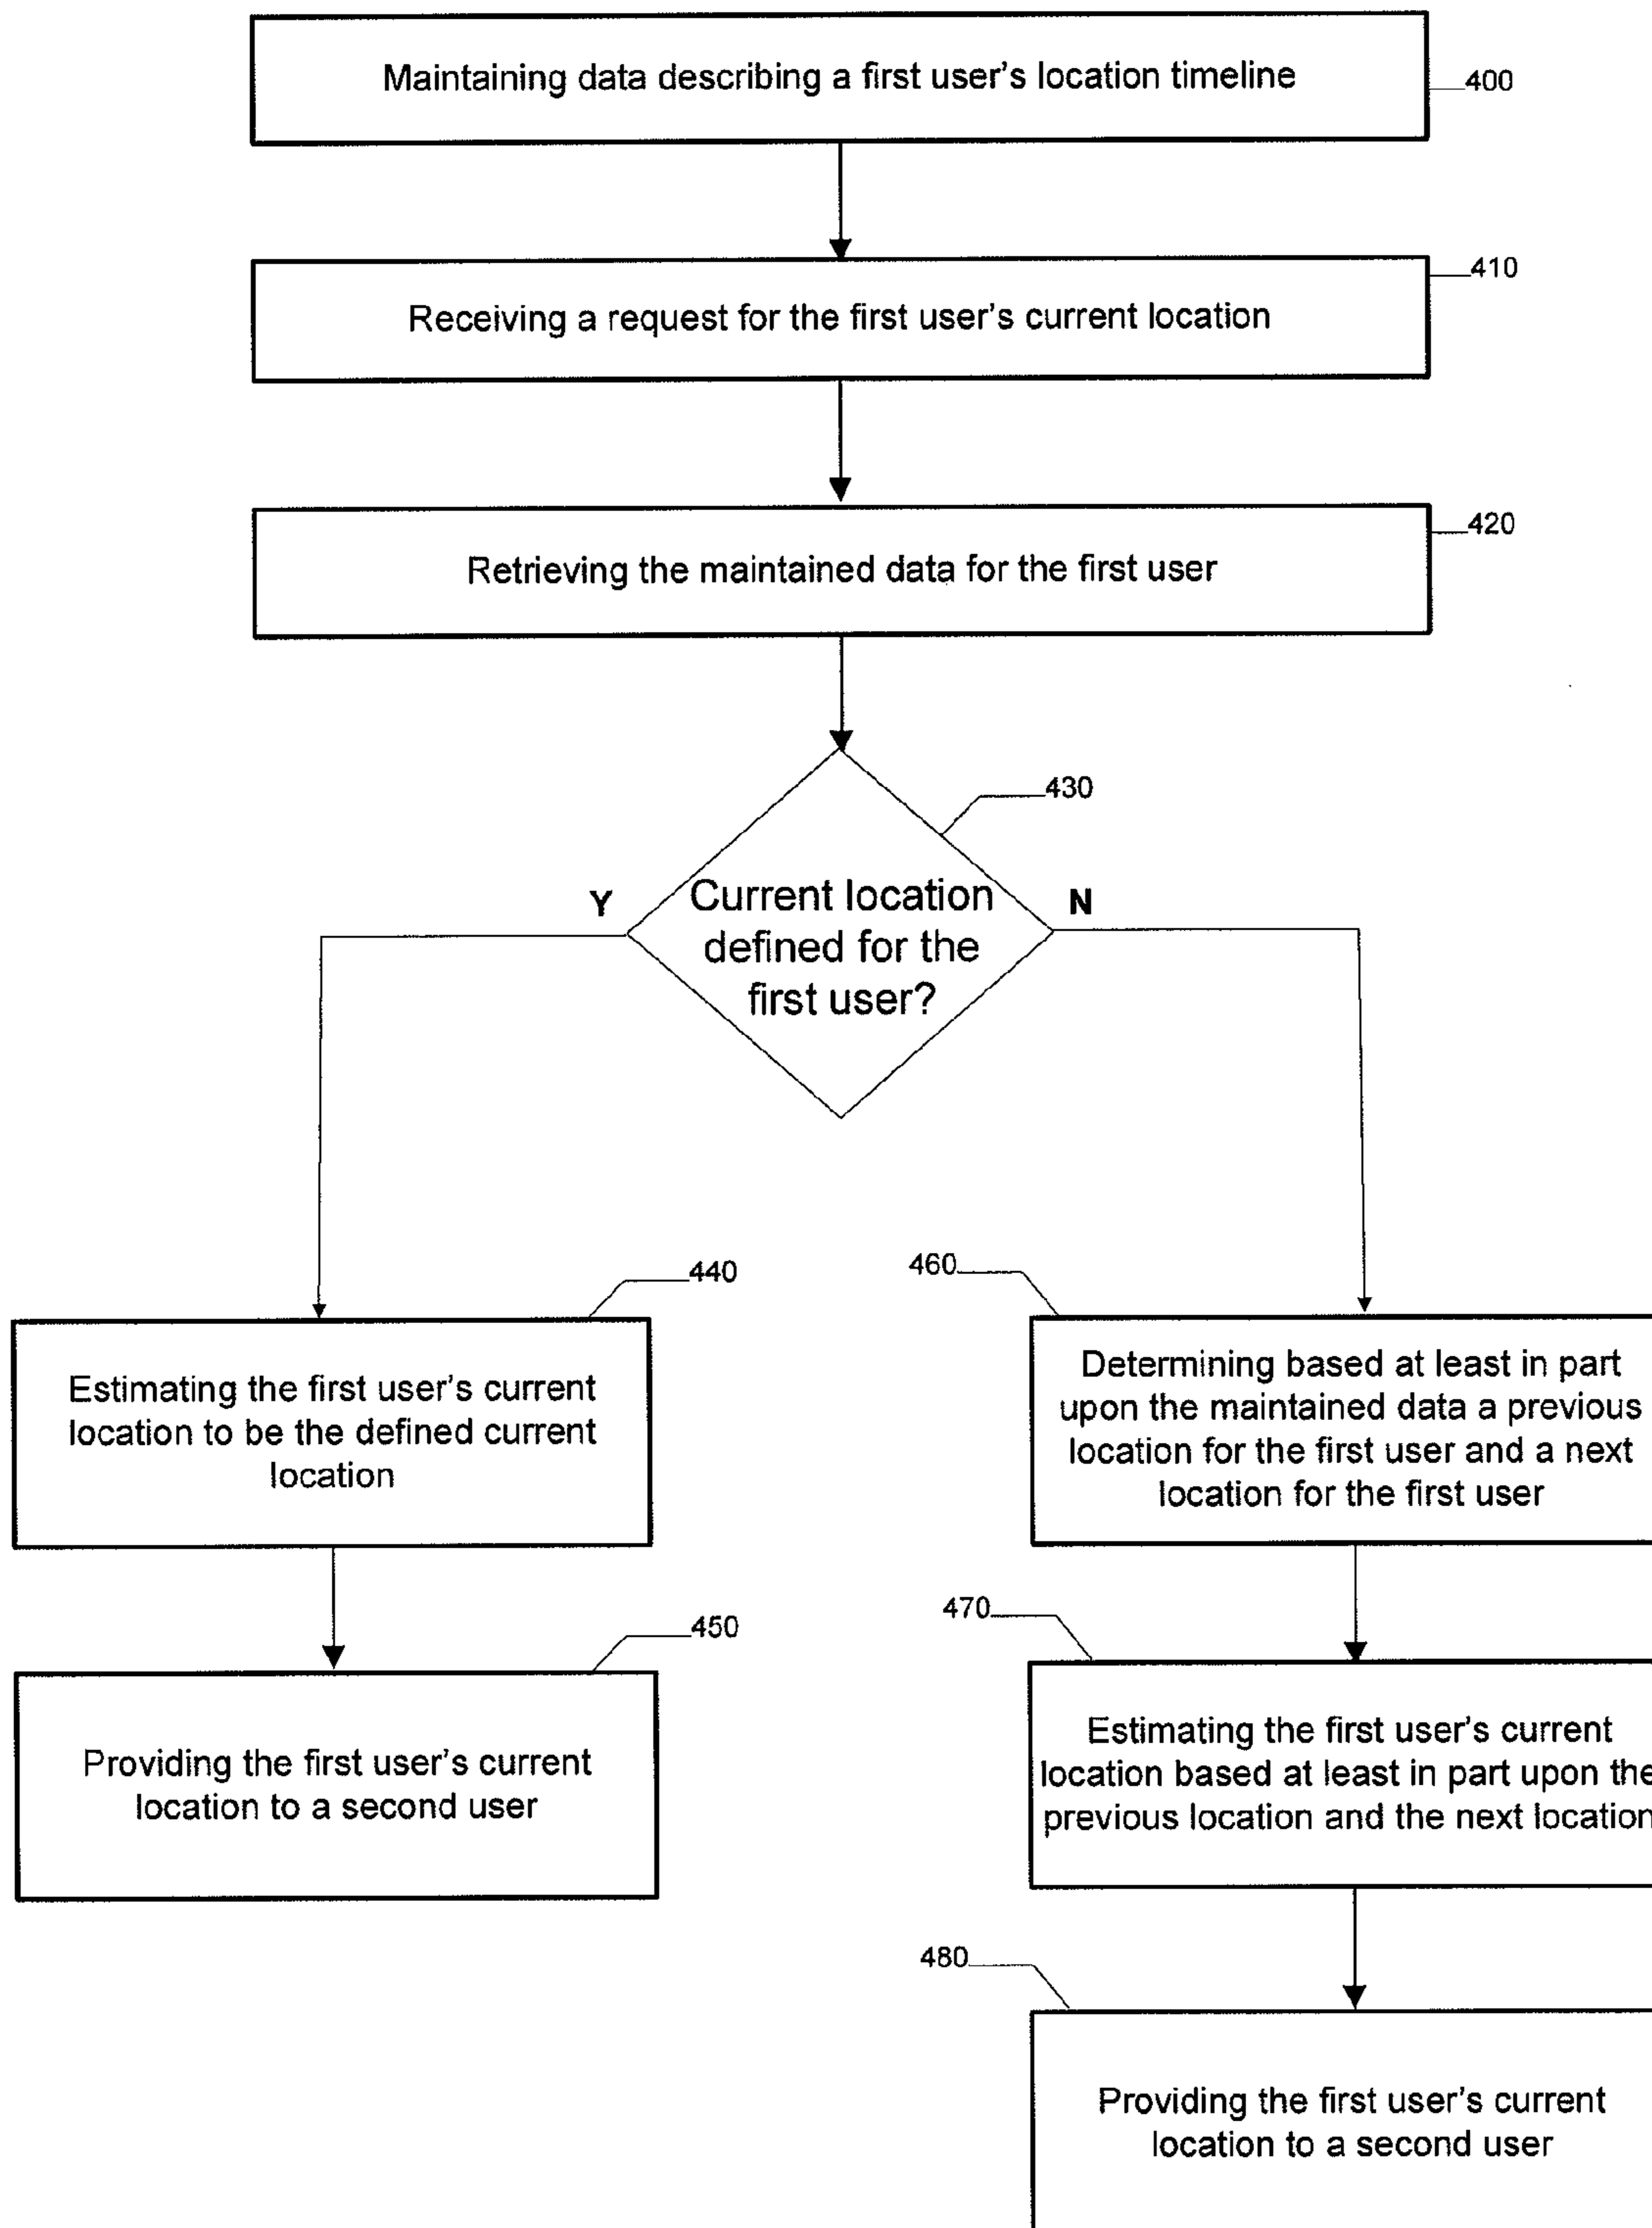 Maintaining data describing a first user's location timeline
400
410
Receiving a request for the first user's current location
420
Retrieving the maintained data for the first user
430
Y
N
Current location
defined for the
first user?
440
Estimating the first user's current
location to be the defined current
location
450
Providing the first user's current
location to a second user
460
Determining based at least in part
upon the maintained data a previous
location for the first user and a next
location for the first user
470
Estimating the first user's current
location based at least in part upon the
previous location and the next location
480
Providing the first user's current
location to a second user